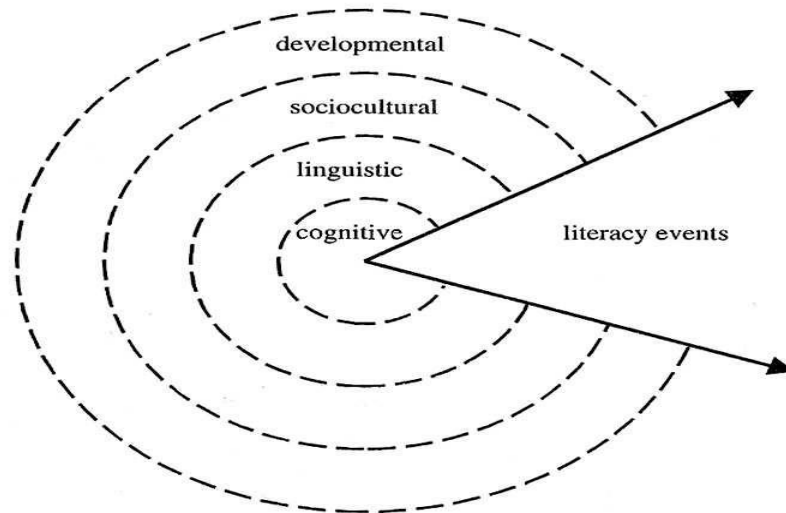 developmental
sociocultural
linguistic
cognitive
literacy events